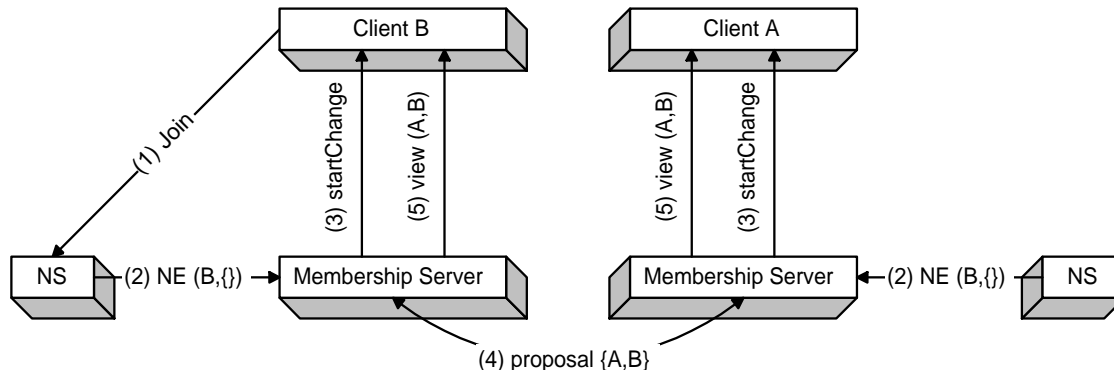 Client B
Client A
(1) Join
(3) startChange
(5) view (A,B)
(5) view (A,B)
(3) startChange
NS
(2) NE (B,{})
Membership Server
Membership Server
(2) NE (B,{})
NS
(4) proposal {A,B}